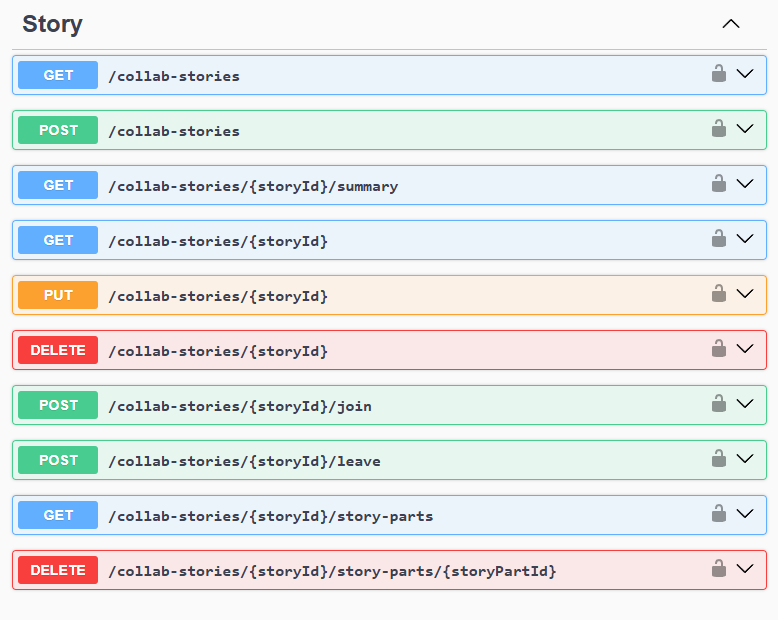 Story
GET /collab-stories
POST /collab-stories
GET /collab-stories/{storyId}/summary
GET /collab-stories/{storyId}
PUT /collab-stories/{storyId}
DELETE /collab-stories/{storyId}
POST /collab-stories/{storyId}/join
POST /collab-stories/{storyId}/leave
GET /collab-stories/{storyId}/story-parts
DELETE /collab-stories/{storyId}/story-parts/{storyPartId}